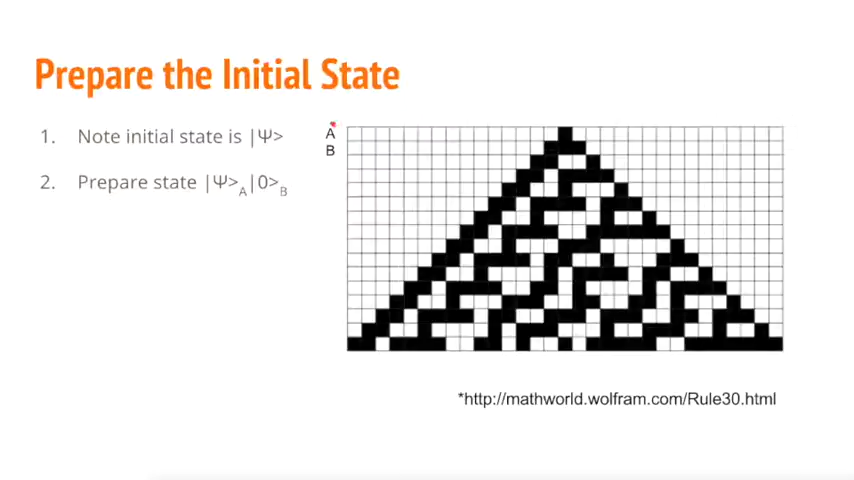 Prepare the Initial State
1. Note initial state is |Ψ>
2. Prepare state |Ψ>A|0>B
A
B
*http://mathworld.wolfram.com/Rule30.html